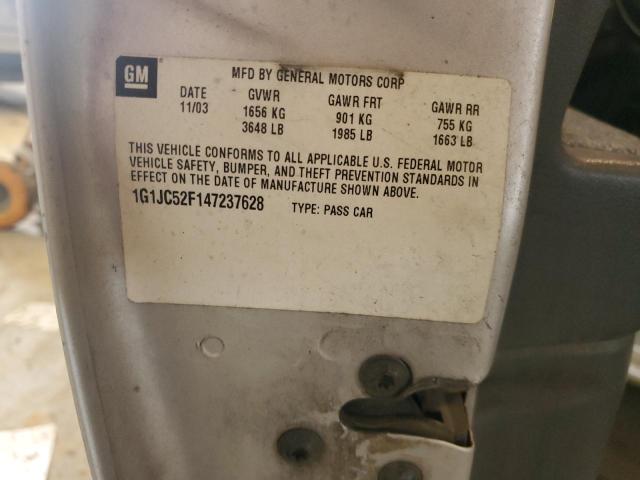 GM
MFD BY GENERAL MOTORS CORP
DATE GVWR GAWR FRT GAWR RR
11/03 1656 KG 901 KG 755 KG
3648 LB 1985 LB 1663 LB
THIS VEHICLE CONFORMS TO ALL APPLICABLE U.S. FEDERAL MOTOR
VEHICLE SAFETY, BUMPER, AND THEFT PREVENTION STANDARDS IN
EFFECT ON THE DATE OF MANUFACTURE SHOWN ABOVE.
1G1JC52F147237628 TYPE: PASS CAR